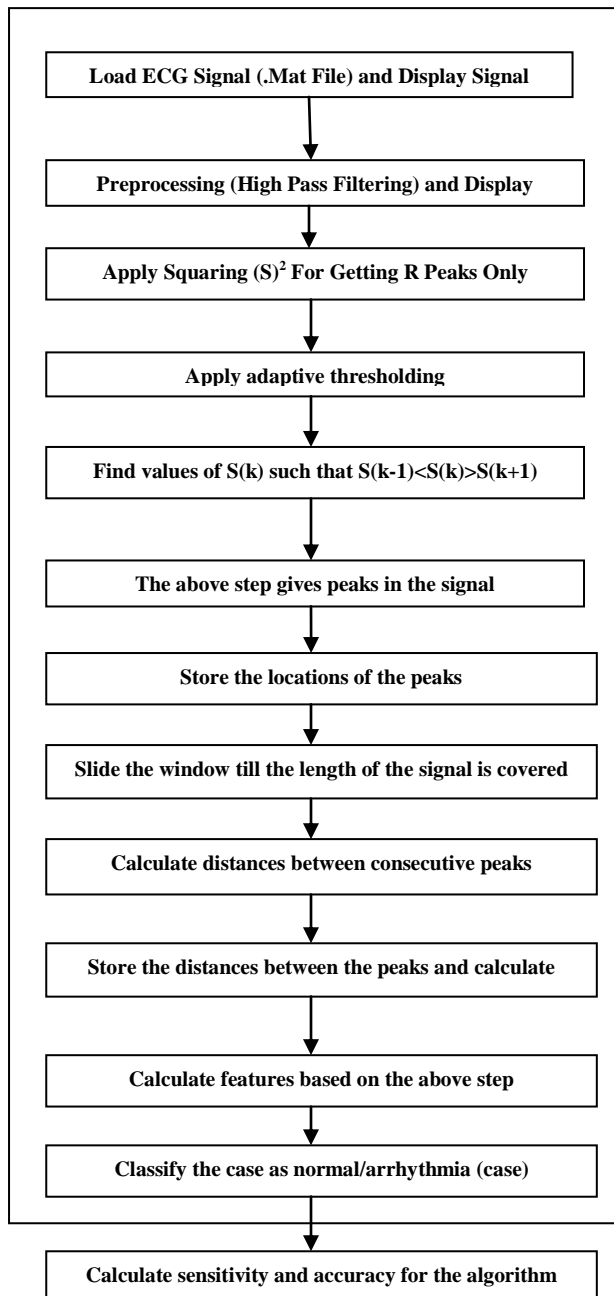 Load ECG Signal (.Mat File) and Display Signal
Preprocessing (High Pass Filtering) and Display
Apply Squaring (S)² For Getting R Peaks Only
Apply adaptive thresholding
Find values of S(k) such that S(k-1)<S(k)>S(k+1)
The above step gives peaks in the signal
Store the locations of the peaks
Slide the window till the length of the signal is covered
Calculate distances between consecutive peaks
Store the distances between the peaks and calculate
Calculate features based on the above step
Classify the case as normal/arrhythmia (case)
Calculate sensitivity and accuracy for the algorithm